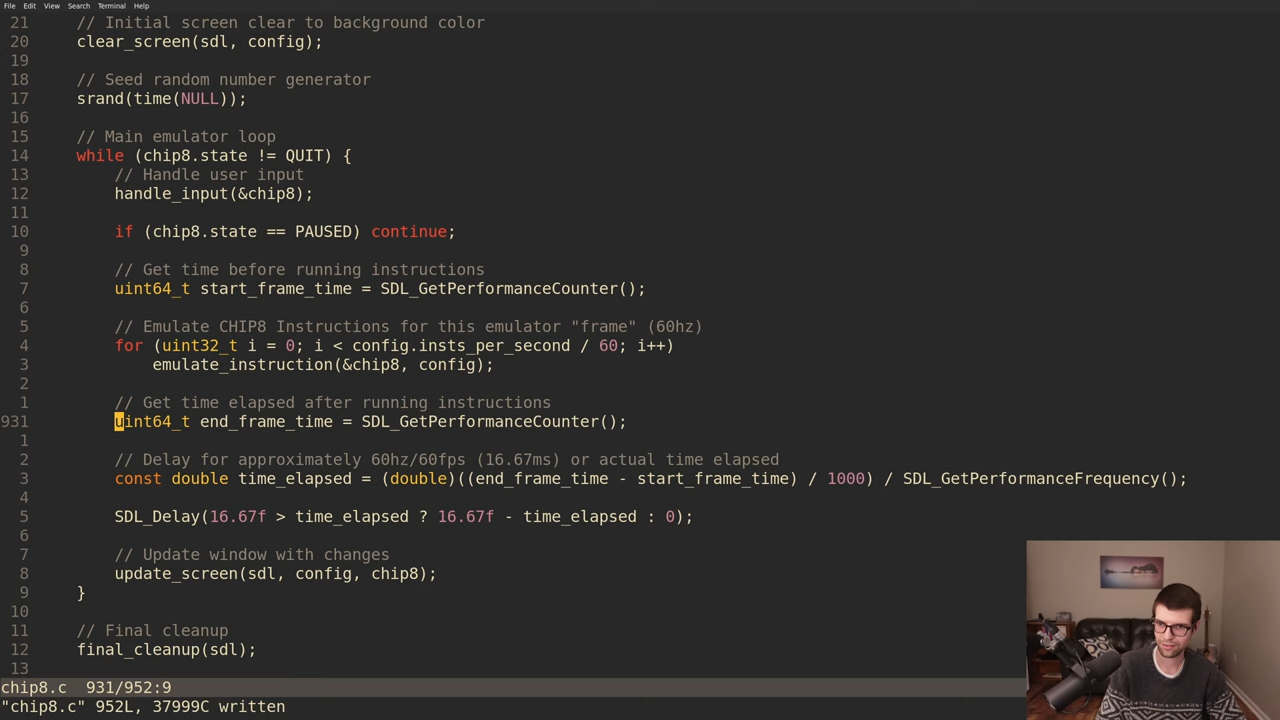 File Edit View Search Terminal Help
21 // Initial screen clear to background color
20 clear_screen(sdl, config);
19
18 // Seed random number generator
17 srand(time(NULL));
16
15 // Main emulator loop
14 while (chip8.state != QUIT) {
13 // Handle user input
12 handle_input(&chip8);
11
10 if (chip8.state == PAUSED) continue;
9
8 // Get time before running instructions
7 uint64_t start_frame_time = SDL_GetPerformanceCounter();
6
5 // Emulate CHIP8 Instructions for this emulator "frame" (60hz)
4 for (uint32_t i = 0; i < config.insts_per_second / 60; i++)
3 emulate_instruction(&chip8, config);
2
1 // Get time elapsed after running instructions
931 uint64_t end_frame_time = SDL_GetPerformanceCounter();
1
2 // Delay for approximately 60hz/60fps (16.67ms) or actual time elapsed
3 const double time_elapsed = (double)((end_frame_time - start_frame_time) / 1000) / SDL_GetPerformanceFrequency();
4
5 SDL_Delay(16.67f > time_elapsed ? 16.67f - time_elapsed : 0);
6
7 // Update window with changes
8 update_screen(sdl, config, chip8);
9 }
10
11 // Final cleanup
12 final_cleanup(sdl);
13
chip8.c 931/952:9
"chip8.c" 952L, 37999C written